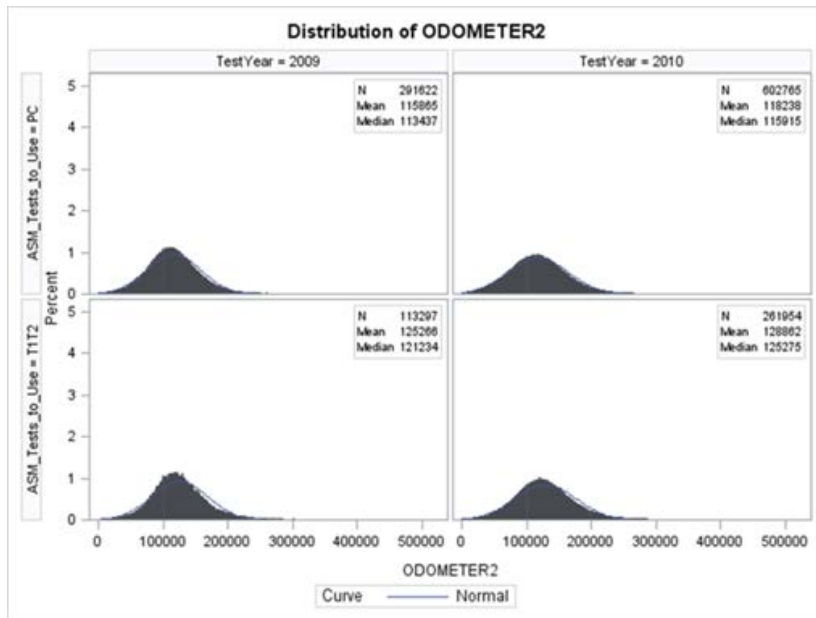 Distribution of ODOMETER2
TestYear = 2009
TestYear = 2010
ASM_Tests_to_Use = PC
ASM_Tests_to_Use = T1T2
Percent
5
4
3
2
1
0
N 291622
Mean 115865
Median 113437
N 602765
Mean 118238
Median 115915
5
4
3
2
1
0
N 113297
Mean 125266
Median 121234
N 261954
Mean 128862
Median 125275
0 100000 200000 300000 400000 500000
0 100000 200000 300000 400000 500000
ODOMETER2
Curve Normal